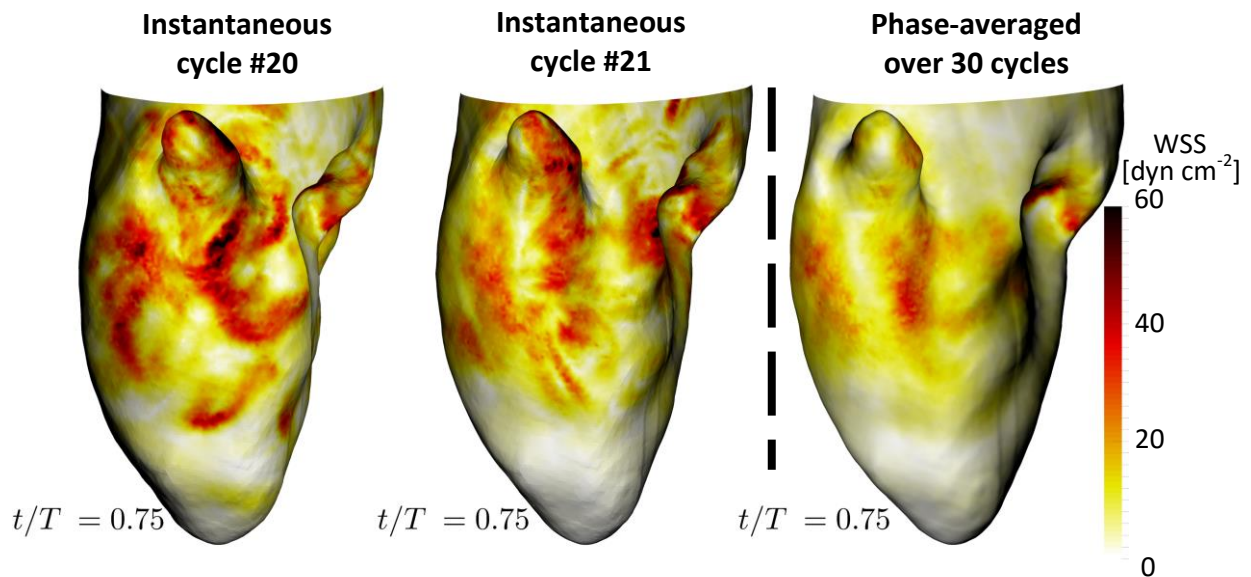 Instantaneous
cycle #20
Instantaneous
cycle #21
Phase-averaged
over 30 cycles
WSS
[dyn cm⁻²]
60
40
20
0
t/T = 0.75
t/T = 0.75
t/T = 0.75